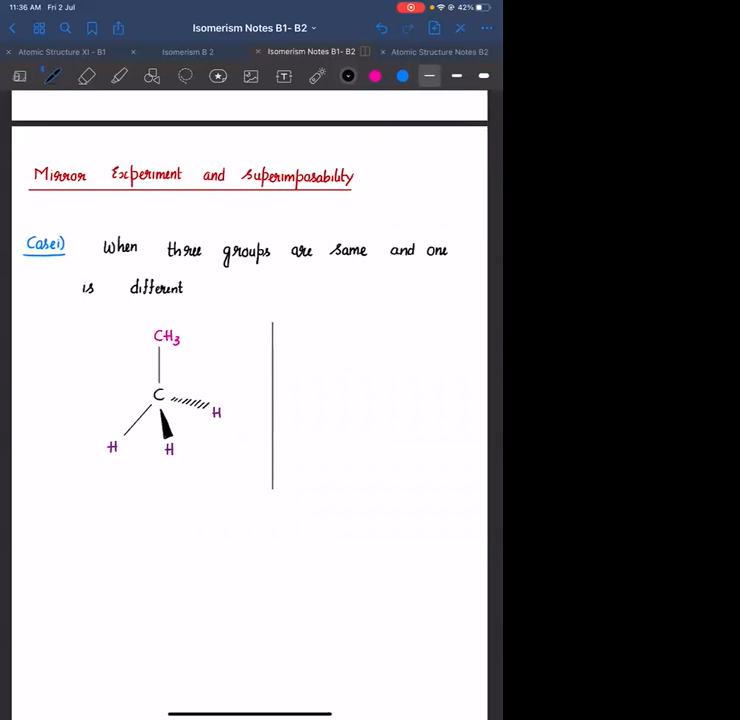 11:36 AM Fri 2 Jul
42%
Isomerism Notes B1- B2
Atomic Structure XI - B1
Isomerism B 2
Isomerism Notes B1- B2
Atomic Structure Notes B2
Mirror Experiment and Superimposability
Case i) When three groups are same and one
is different
CH3
C
H
H
H